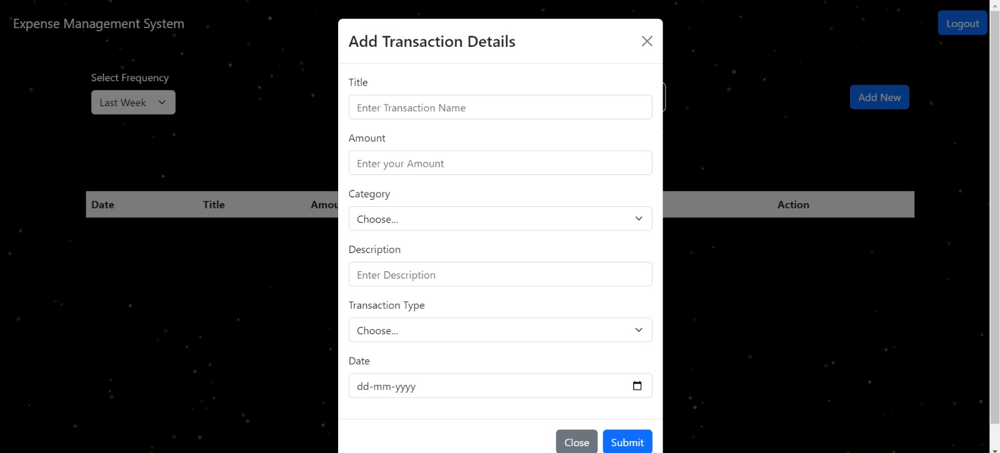 Expense Management System
Logout
Select Frequency
Last Week
Add New
Date Title Amou Action
Add Transaction Details
Title
Enter Transaction Name
Amount
Enter your Amount
Category
Choose...
Description
Enter Description
Transaction Type
Choose...
Date
dd-mm-yyyy
Close Submit